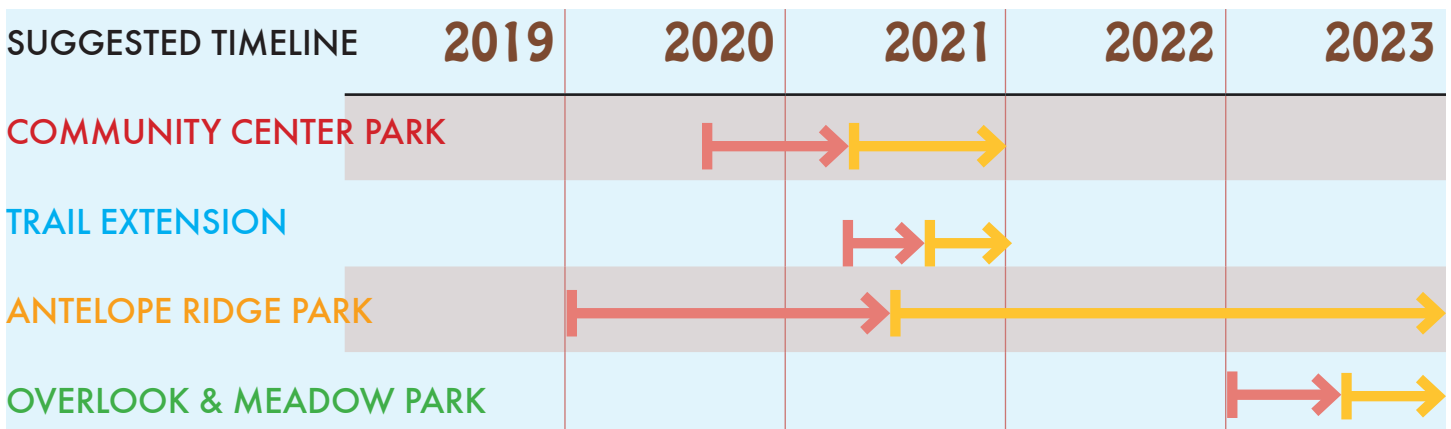 SUGGESTED TIMELINE 2019 2020 2021 2022 2023
COMMUNITY CENTER PARK
TRAIL EXTENSION
ANTELOPE RIDGE PARK
OVERLOOK & MEADOW PARK